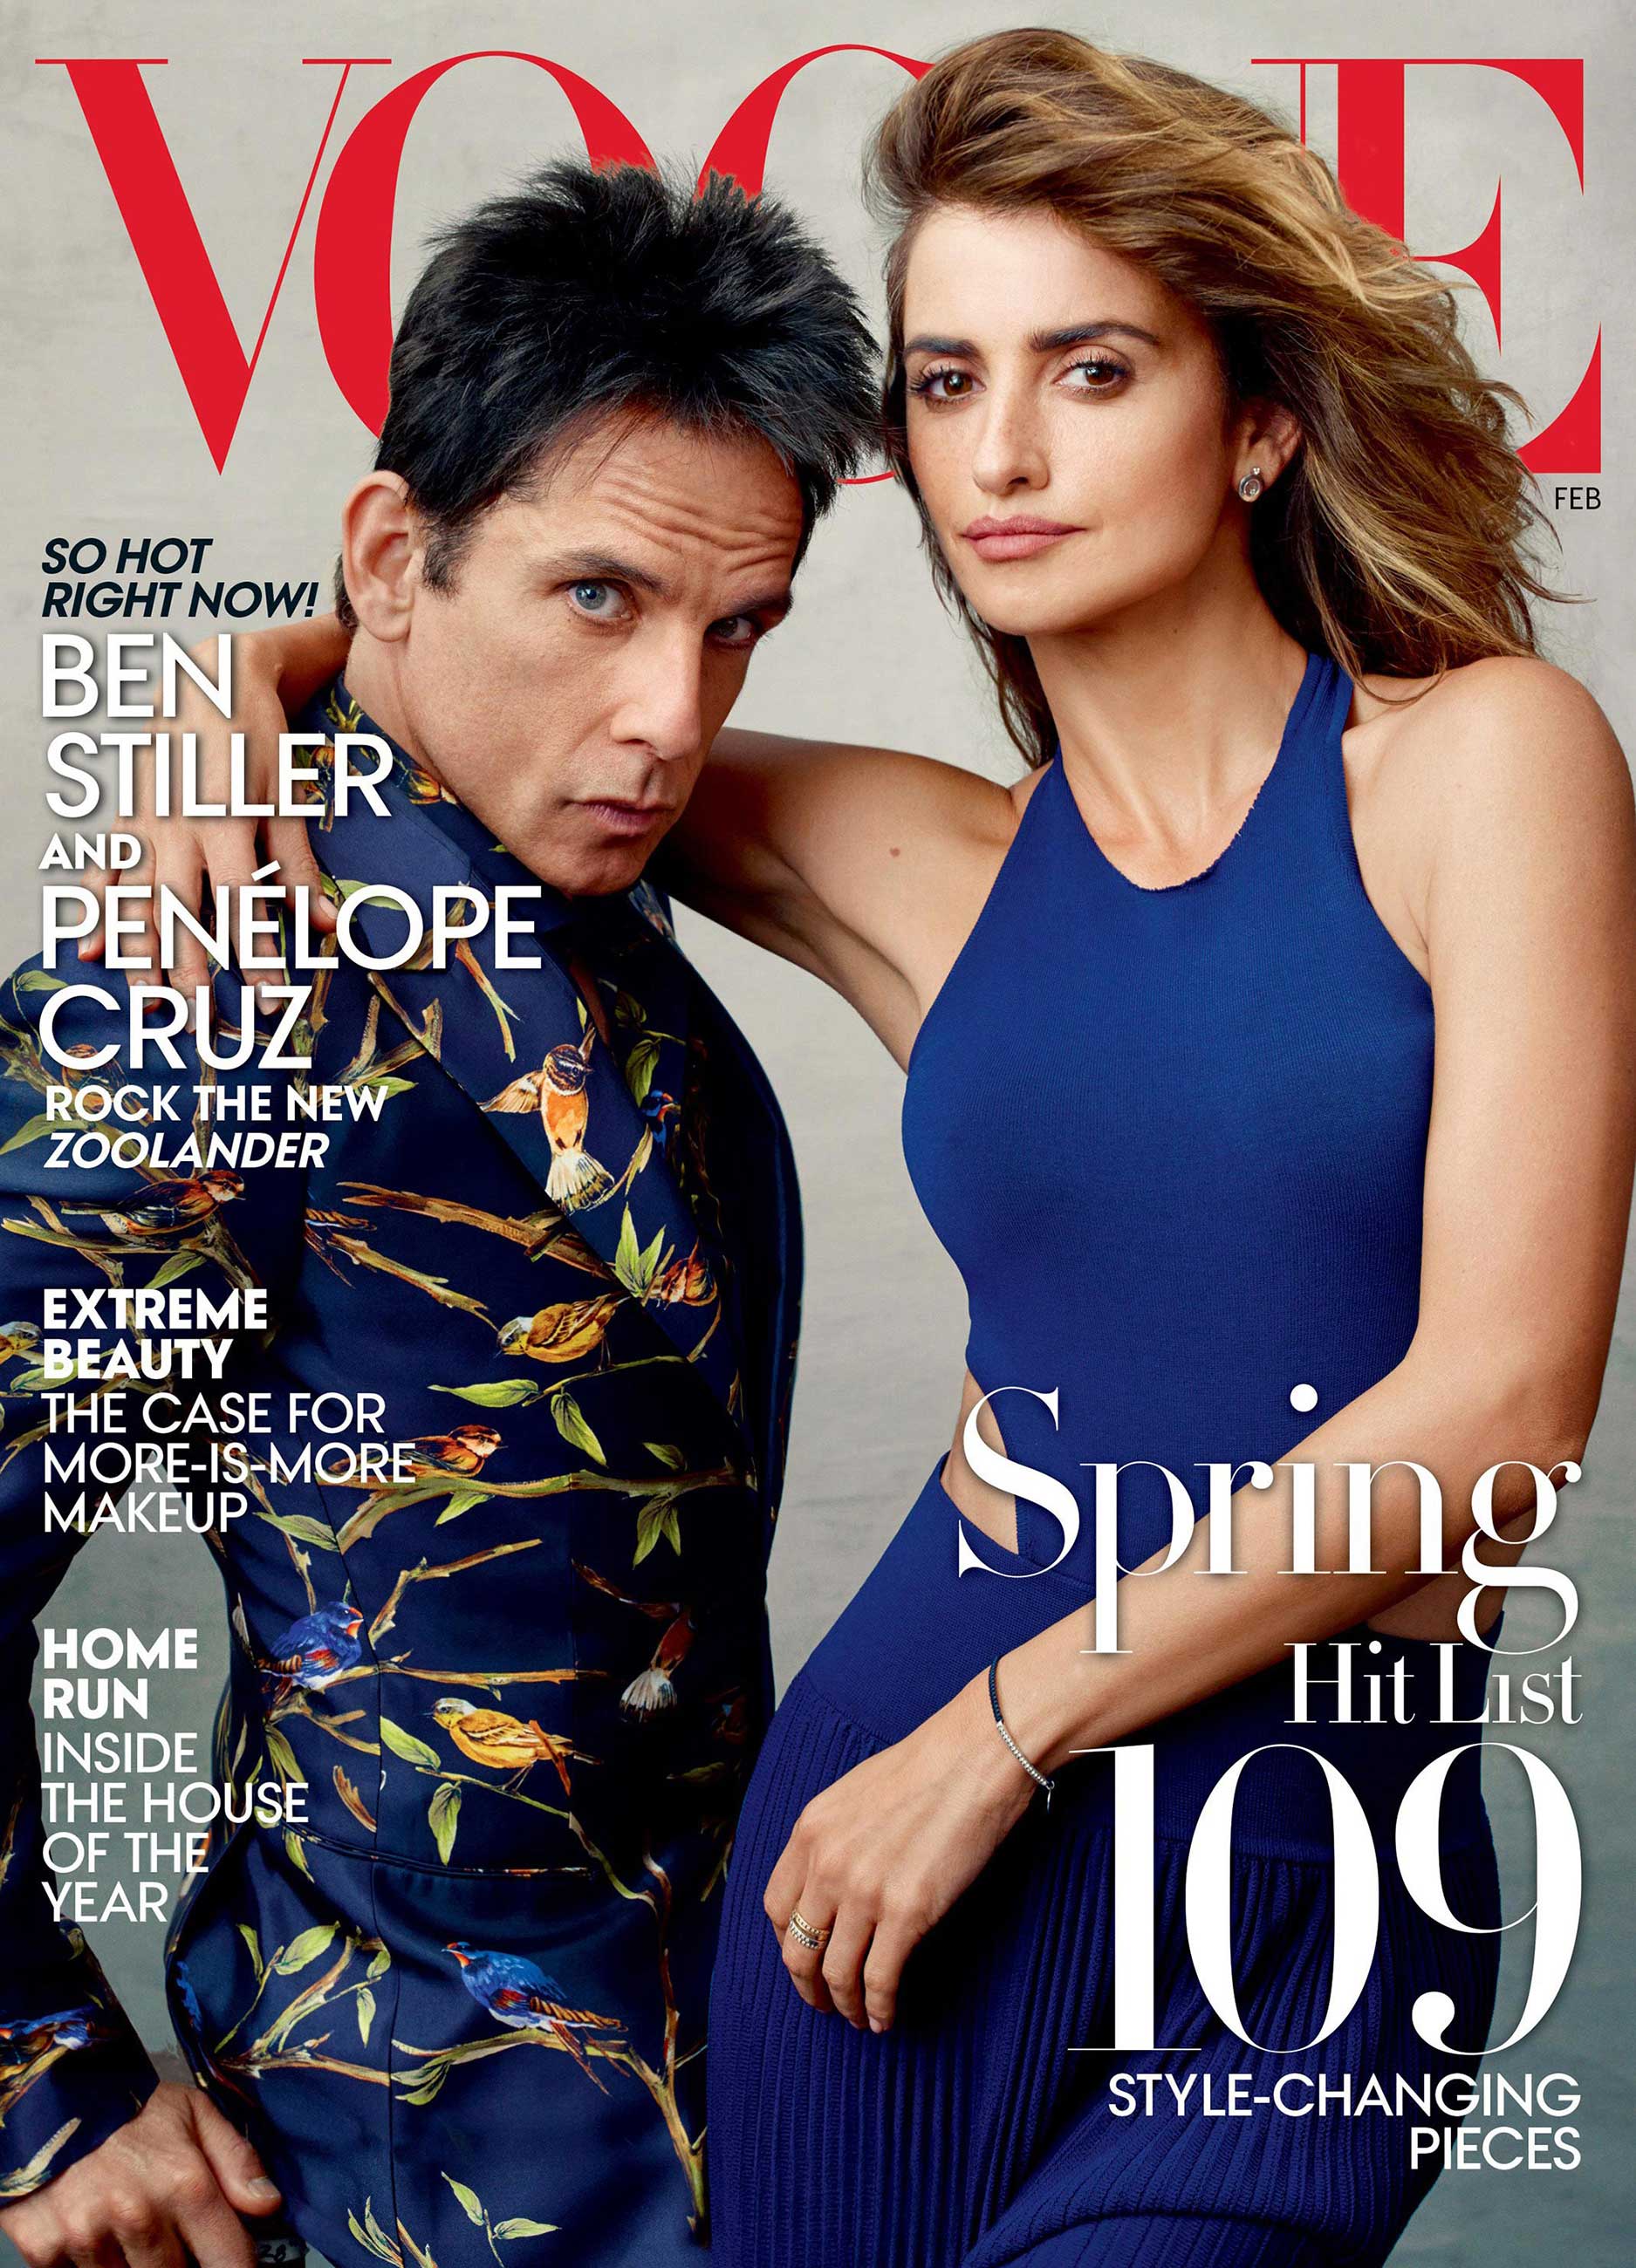 VOGUE
FEB
SO HOT
RIGHT NOW!
BEN
STILLER
AND
PENÉLOPE
CRUZ
ROCK THE NEW
ZOOLANDER
EXTREME
BEAUTY
THE CASE FOR
MORE-IS-MORE
MAKEUP
HOME
RUN
INSIDE
THE HOUSE
OF THE
YEAR
Spring
Hit List
109
STYLE-CHANGING
PIECES